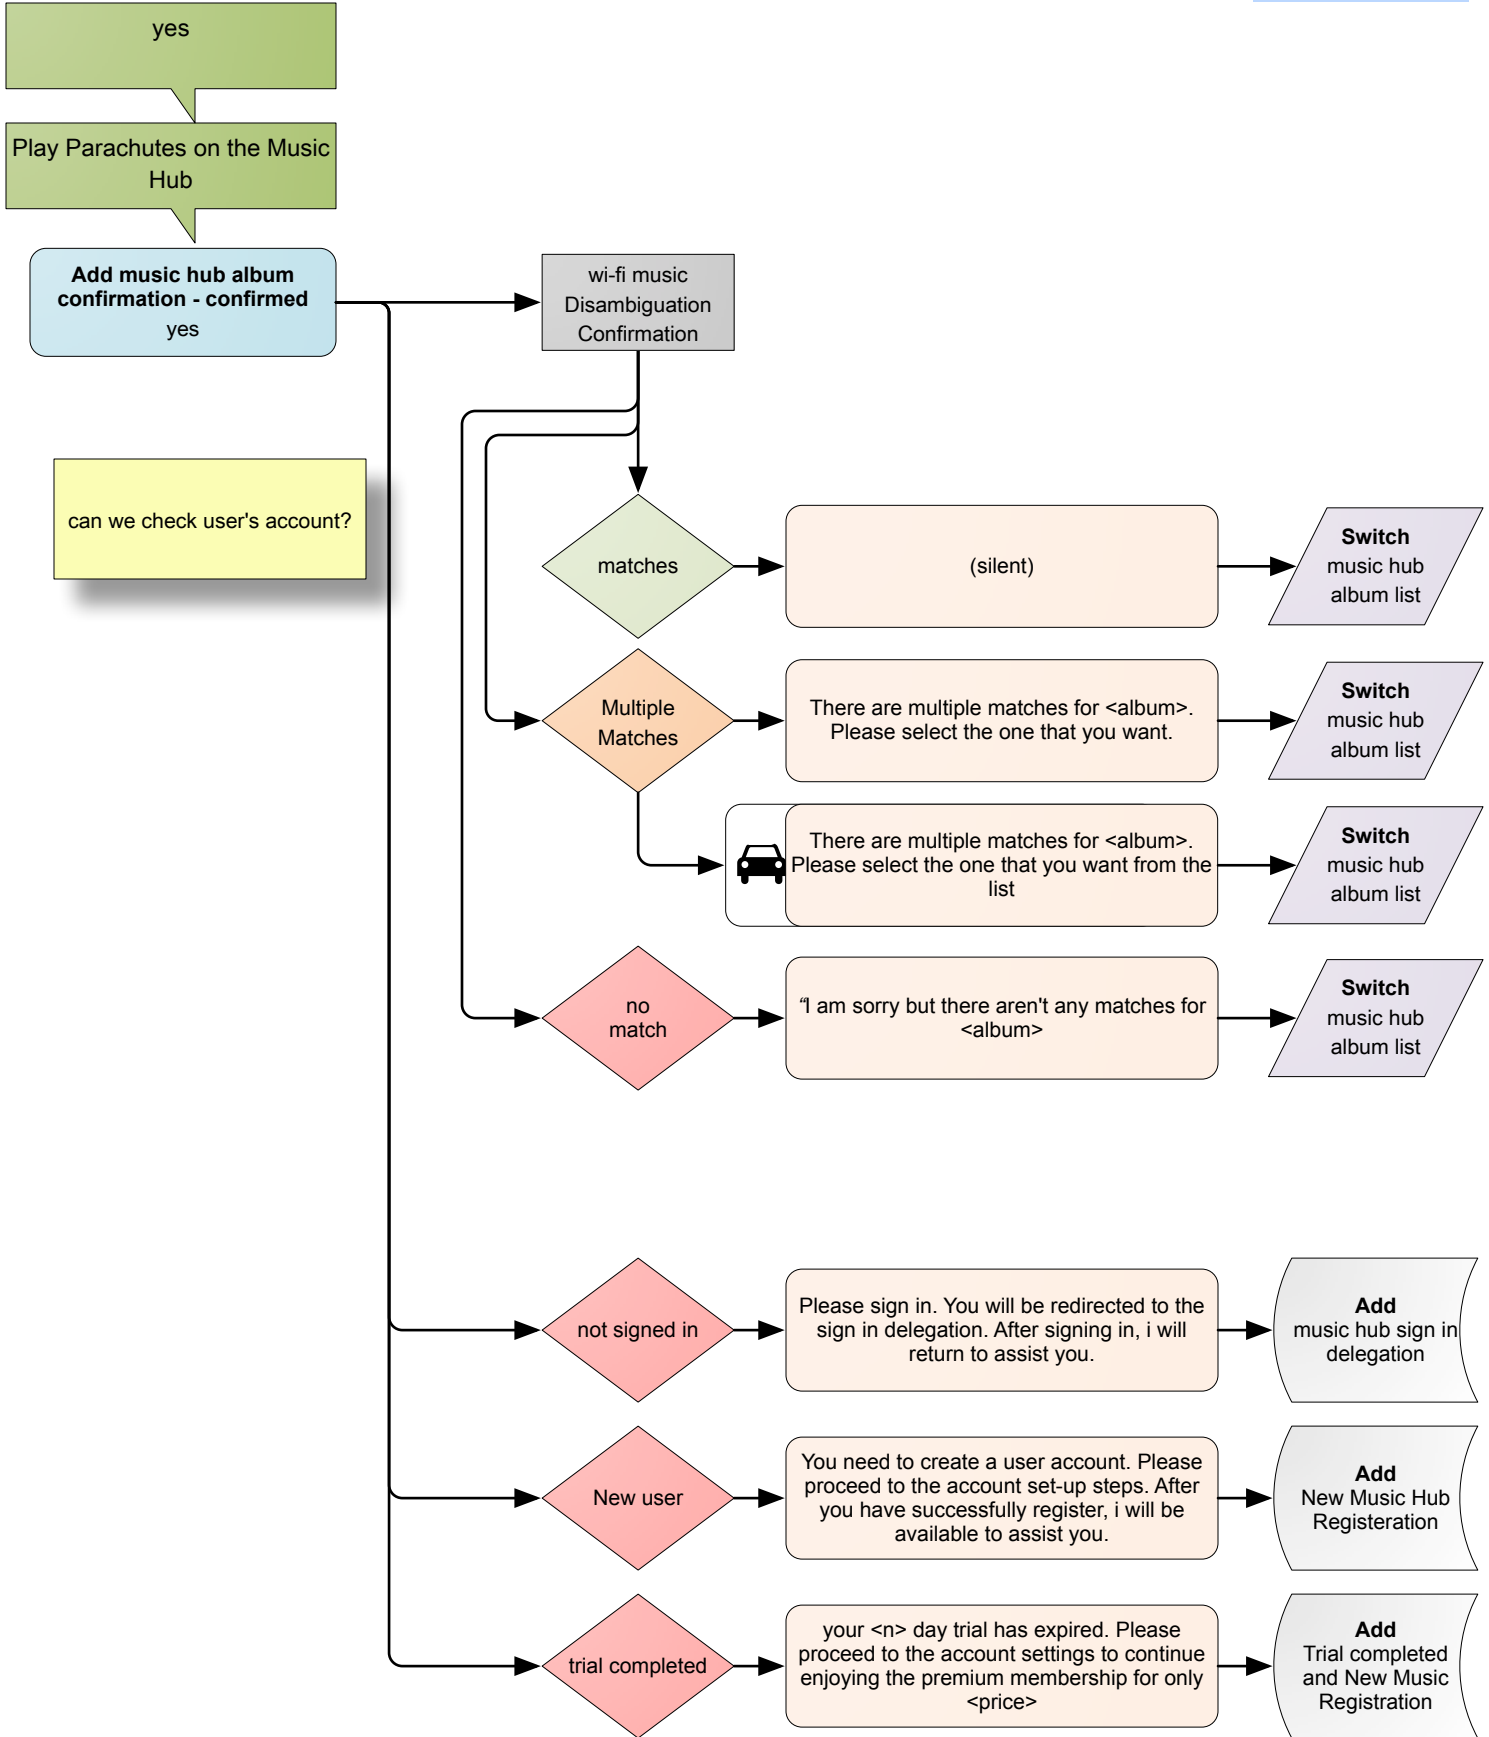 yes
Play Parachutes on the Music
Hub
Add music hub album
confirmation - confirmed
yes
wi-fi music
Disambiguation
Confirmation
can we check user's account?
matches
(silent)
Switch
music hub
album list
Multiple
Matches
There are multiple matches for <album>.
Please select the one that you want.
Switch
music hub
album list
There are multiple matches for <album>.
Please select the one that you want from the
list
Switch
music hub
album list
no
match
“I am sorry but there aren't any matches for
<album>
Switch
music hub
album list
not signed in
Please sign in. You will be redirected to the
sign in delegation. After signing in, i will
return to assist you.
Add
music hub sign in
delegation
New user
You need to create a user account. Please
proceed to the account set-up steps. After
you have successfully register, i will be
available to assist you.
Add
New Music Hub
Registeration
trial completed
your <n> day trial has expired. Please
proceed to the account settings to continue
enjoying the premium membership for only
<price>
Add
Trial completed
and New Music
Registration